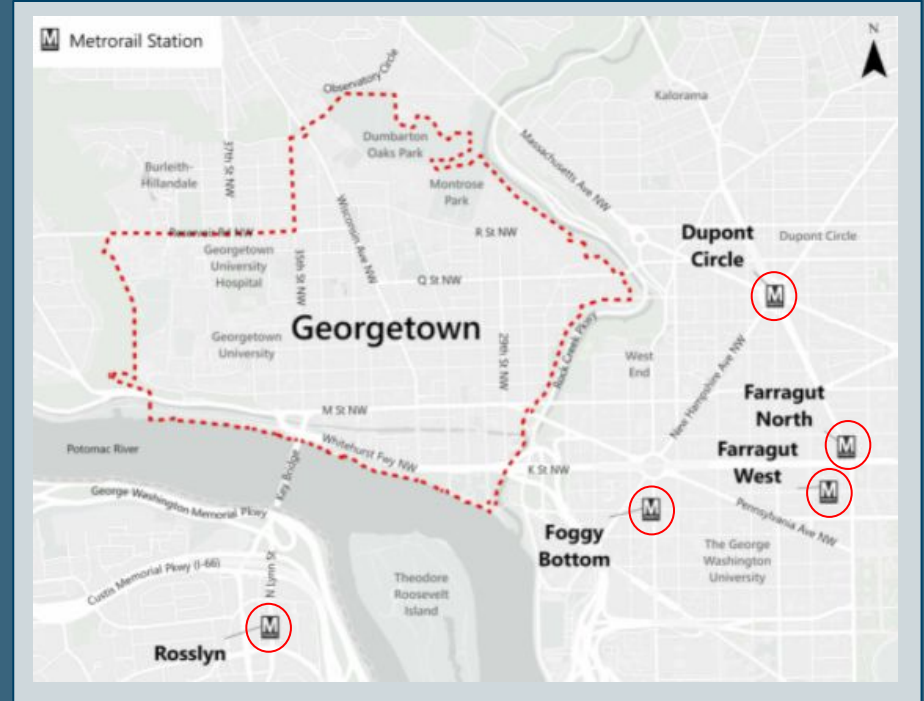 M Metrorail Station
N
Observatory Circle
Kalorama
Massachusetts Ave NW
Dumbarton
Oaks Park
Burleith-
Hillandale
37th St NW
Montrose
Park
Wisconsin Ave NW
Reservoir Rd NW
R St NW
Dupont
Circle
Dupont Circle
Georgetown
University
Hospital
35th St NW
Q St NW
M
Georgetown
Georgetown
University
29th St NW
Rock Creek Pkwy
West
End
New Hampshire Ave NW
Farragut
North
M
M St NW
Whitehurst Fwy NW
Potomac River
Key Bridge
K St NW
Farragut
West
M
George Washington Memorial Pkwy
Pennsylvania Ave NW
M
Foggy
Bottom
The George
Washington
University
Custis Memorial Pkwy (I-66)
N Lynn St
Theodore
Roosevelt
Island
M
Rosslyn